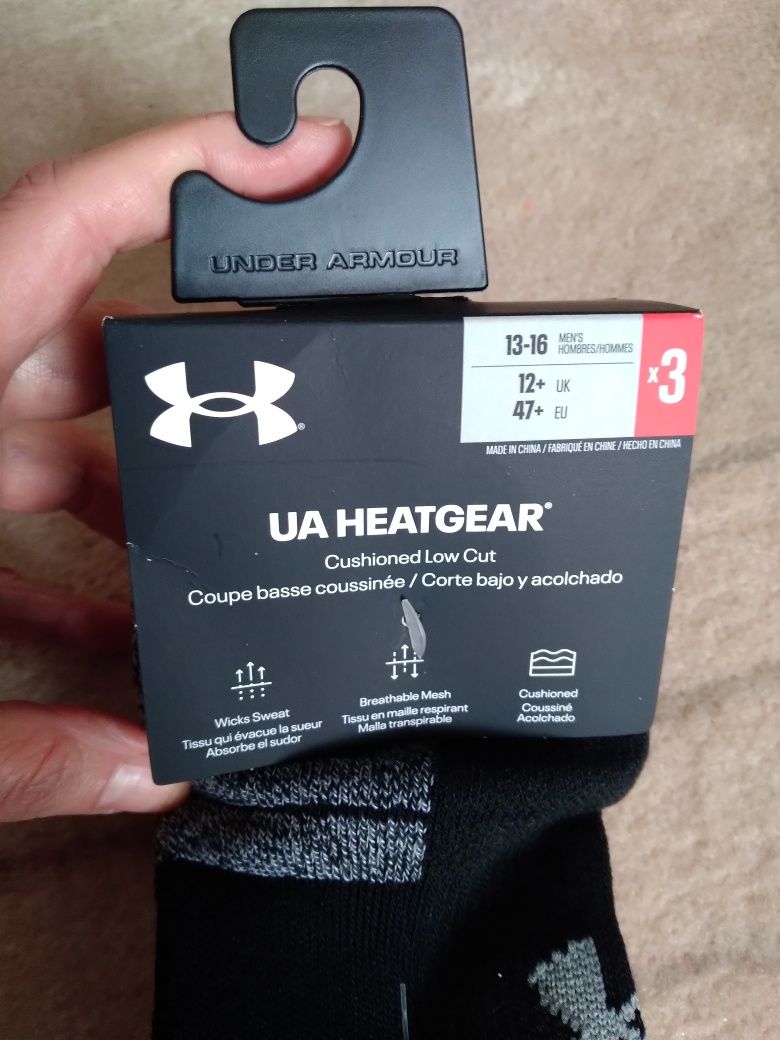 UNDER ARMOUR
13-16 MEN'S HOMBRES/HOMMES
12+ UK
47+ EU
x3
MADE IN CHINA / FABRIQUÉ EN CHINE / HECHO EN CHINA
UA HEATGEAR®
Cushioned Low Cut
Coupe basse coussinée / Corte bajo y acolchado
Wicks Sweat
Tissu qui évacue la sueur
Absorbe el sudor
Breathable Mesh
Tissu en maille respirant
Malla transpirable
Cushioned
Coussiné
Acolchado